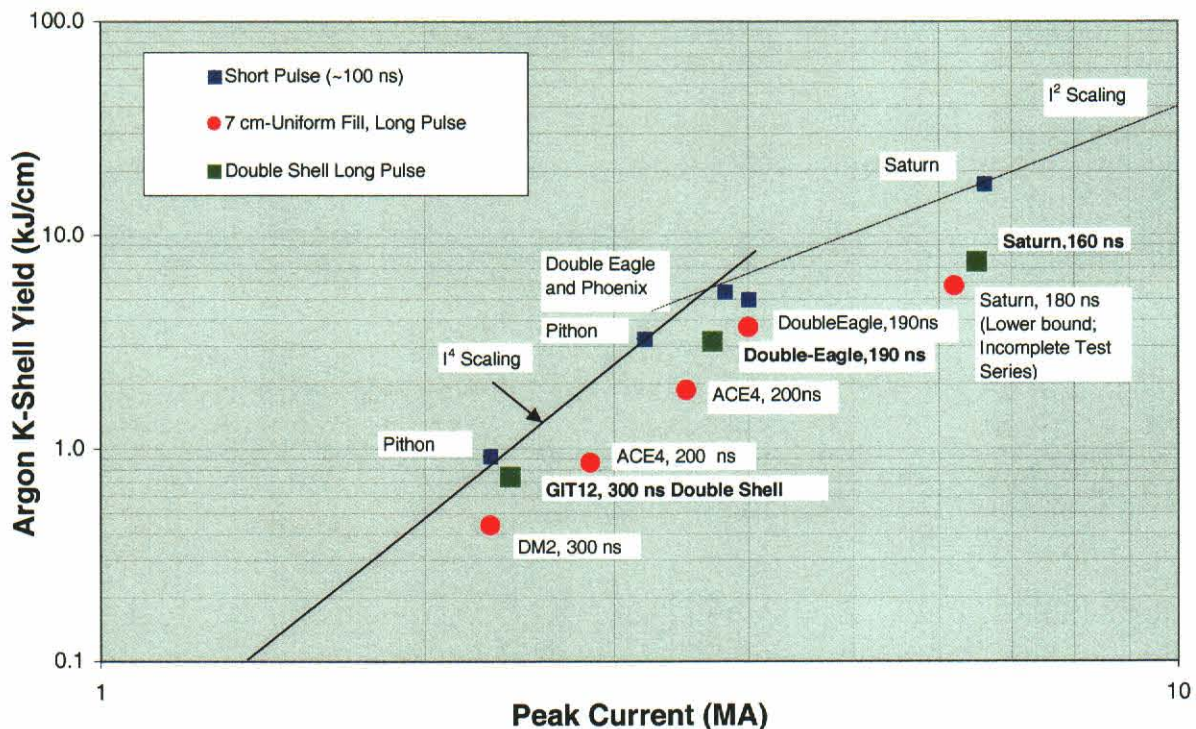 100.0
Short Pulse (~100 ns)
7 cm-Uniform Fill, Long Pulse
Double Shell Long Pulse
I² Scaling
Saturn
Argon K-Shell Yield (kJ/cm)
10.0
Saturn,160 ns
Double Eagle
and Phoenix
Pithon
DoubleEagle,190ns
Saturn, 180 ns
(Lower bound;
Incomplete Test
Series)
Double-Eagle,190 ns
I⁴ Scaling
ACE4, 200ns
Pithon
1.0
ACE4, 200 ns
GIT12, 300 ns Double Shell
DM2, 300 ns
0.1
1
10
Peak Current (MA)